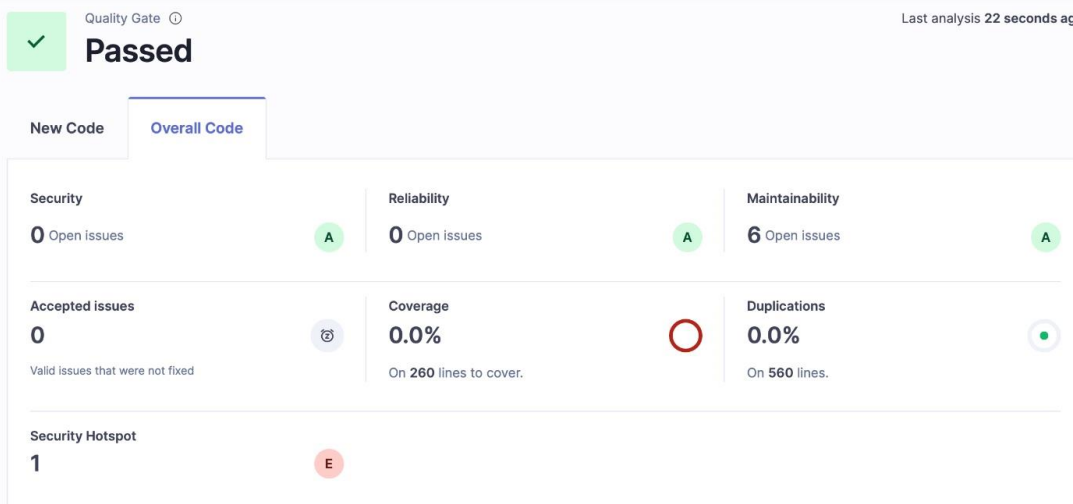 Quality Gate
Last analysis 22 seconds ag
Passed
New Code
Overall Code
Security
0 Open issues
A
Reliability
0 Open issues
A
Maintainability
6 Open issues
A
Accepted issues
0
Valid issues that were not fixed
Coverage
0.0%
On 260 lines to cover.
Duplications
0.0%
On 560 lines.
Security Hotspot
1
E